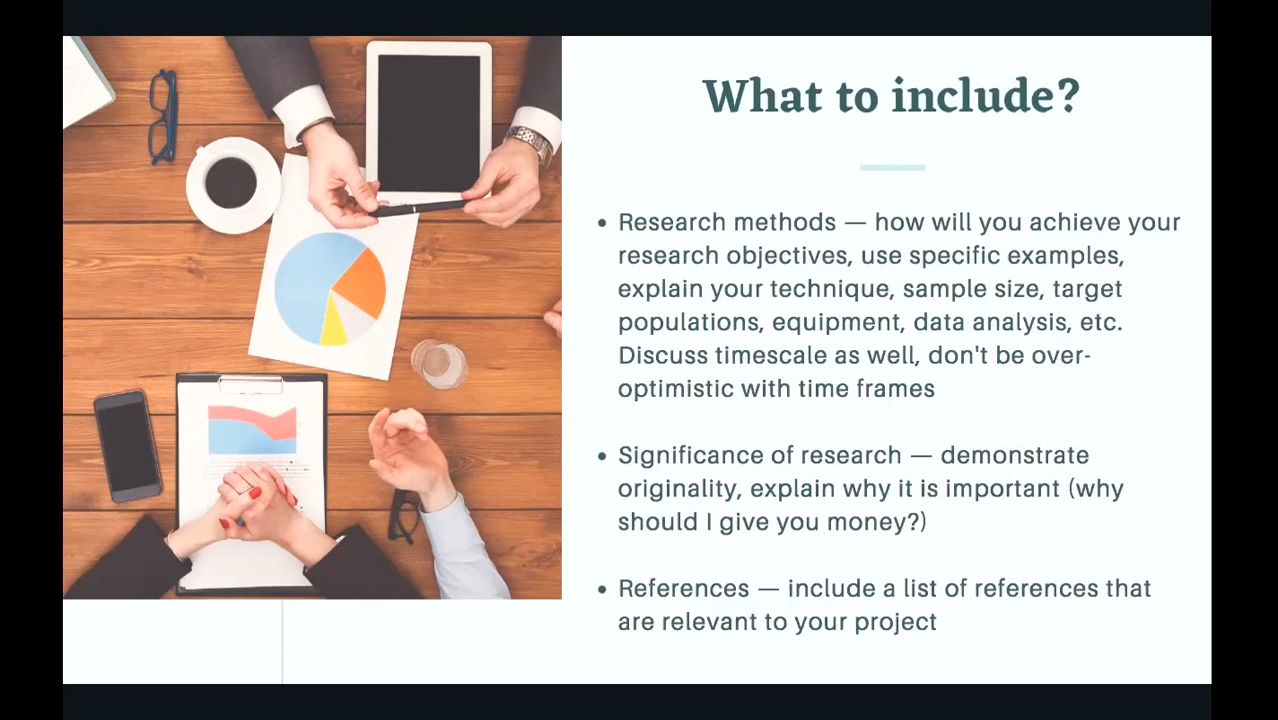 What to include?
• Research methods — how will you achieve your
research objectives, use specific examples,
explain your technique, sample size, target
populations, equipment, data analysis, etc.
Discuss timescale as well, don't be over-
optimistic with time frames
• Significance of research — demonstrate
originality, explain why it is important (why
should I give you money?)
• References — include a list of references that
are relevant to your project